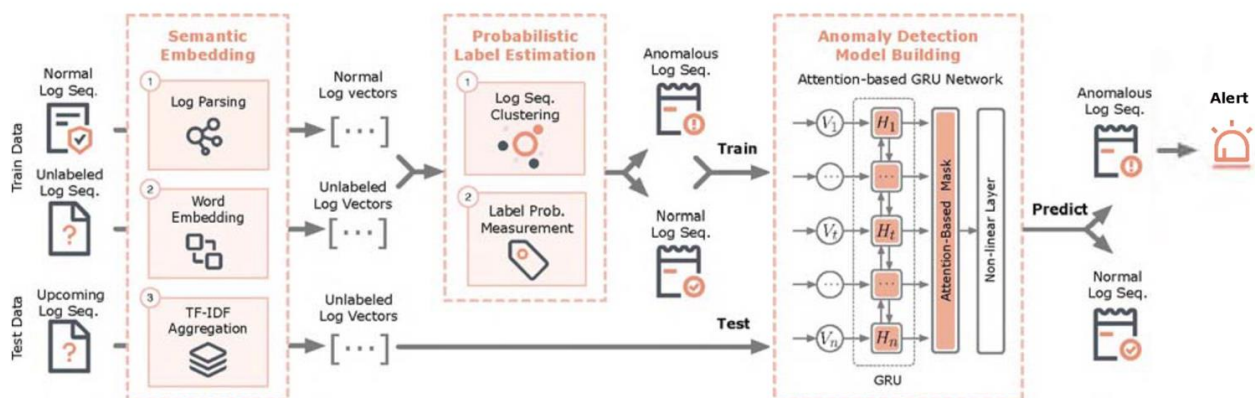 Semantic
Embedding
Probabilistic
Label Estimation
Anomaly Detection
Model Building
Train Data
Normal
Log Seq.
Unlabeled
Log Seq.
Test Data
Upcoming
Log Seq.
1
Log Parsing
2
Word
Embedding
3
TF-IDF
Aggregation
Normal
Log vectors
[...]
Unlabeled
Log Vectors
[...]
Unlabeled
Log Vectors
[...]
1
Log Seq.
Clustering
2
Label Prob.
Measurement
Anomalous
Log Seq.
Normal
Log Seq.
Train
Test
Attention-based GRU Network
V1
H1
...
...
Vt
Ht
...
...
Vn
Hn
GRU
Attention-Based Mask
Non-linear Layer
Predict
Anomalous
Log Seq.
Normal
Log Seq.
Alert